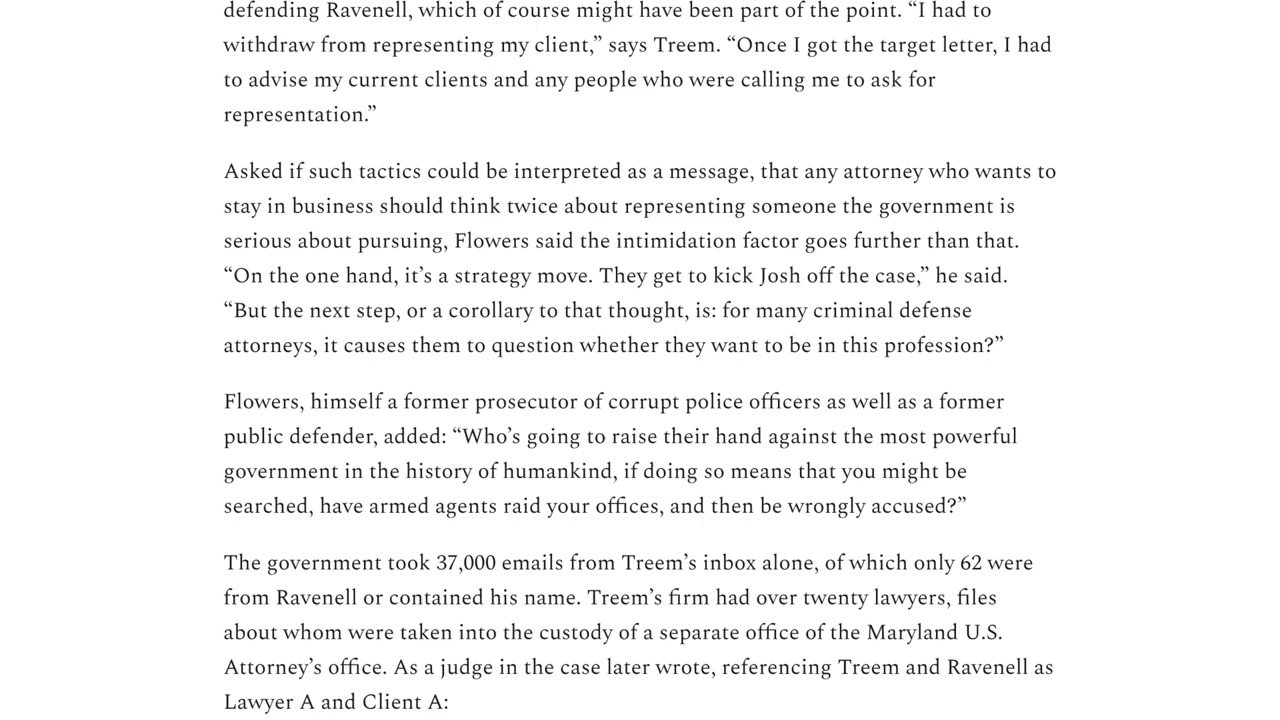 defending Ravenell, which of course might have been part of the point. “I had to
withdraw from representing my client,” says Treem. “Once I got the target letter, I had
to advise my current clients and any people who were calling me to ask for
representation.”
Asked if such tactics could be interpreted as a message, that any attorney who wants to
stay in business should think twice about representing someone the government is
serious about pursuing, Flowers said the intimidation factor goes further than that.
“On the one hand, it’s a strategy move. They get to kick Josh off the case,” he said.
“But the next step, or a corollary to that thought, is: for many criminal defense
attorneys, it causes them to question whether they want to be in this profession?”
Flowers, himself a former prosecutor of corrupt police officers as well as a former
public defender, added: “Who’s going to raise their hand against the most powerful
government in the history of humankind, if doing so means that you might be
searched, have armed agents raid your offices, and then be wrongly accused?”
The government took 37,000 emails from Treem’s inbox alone, of which only 62 were
from Ravenell or contained his name. Treem’s firm had over twenty lawyers, files
about whom were taken into the custody of a separate office of the Maryland U.S.
Attorney’s office. As a judge in the case later wrote, referencing Treem and Ravenell as
Lawyer A and Client A: